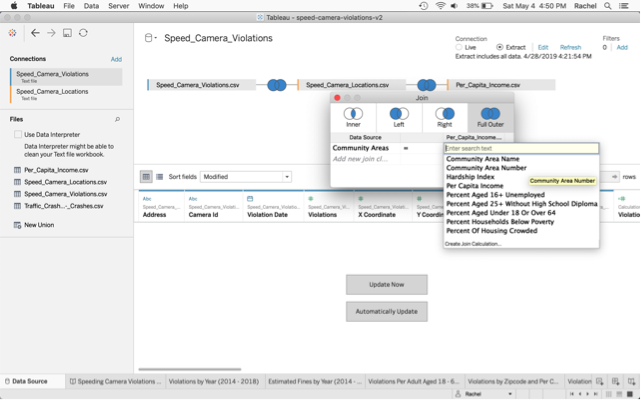 Tableau File Data Server Window Help 38% Sat May 4 4:50 PM Rachel
Tableau - speed-camera-violations-v2
Connections Add
Speed_Camera_Violations
Text file
Speed_Camera_Locations
Text file
Files
Use Data Interpreter
Data Interpreter might be able to
clean your Text file workbook.
Per_Capita_Income.csv
Speed_Camera_Locations.csv
Speed_Camera_Violations.csv
Traffic_Crash...-_Crashes.csv
New Union
Speed_Camera_Violations
Connection
Live Extract Edit Refresh
Extract includes all data. 4/28/2019 4:21:54 PM
Filters
0 Add
Speed_Camera_Violations.csv Speed_Camera_Locations.csv Per_Capita_Income.csv
Join
Inner Left Right Full Outer
Data Source Per_Capita_Income....
Community Areas =
Add new join cl...
Enter search text
Community Area Name
Community Area Number
Hardship Index
Per Capita Income
Community Area Number
Percent Aged 16+ Unemployed
Percent Aged 25+ Without High School Diploma
Percent Aged Under 18 Or Over 64
Percent Households Below Poverty
Percent Of Housing Crowded
Create Join Calculation...
Sort fields Modified rows
Abc Abc
Address Camera Id Violation Date Violations X Coordinate Y Coord
Violatio
Update Now
Automatically Update
Data Source Speeding Camera Violations ... Violations by Year (2014 - 2018) Estimated Fines by Year (2014 - ... Violations Per Adult Aged 18 - 6... Violations by Zipcode and Per C... Violation
Rachel